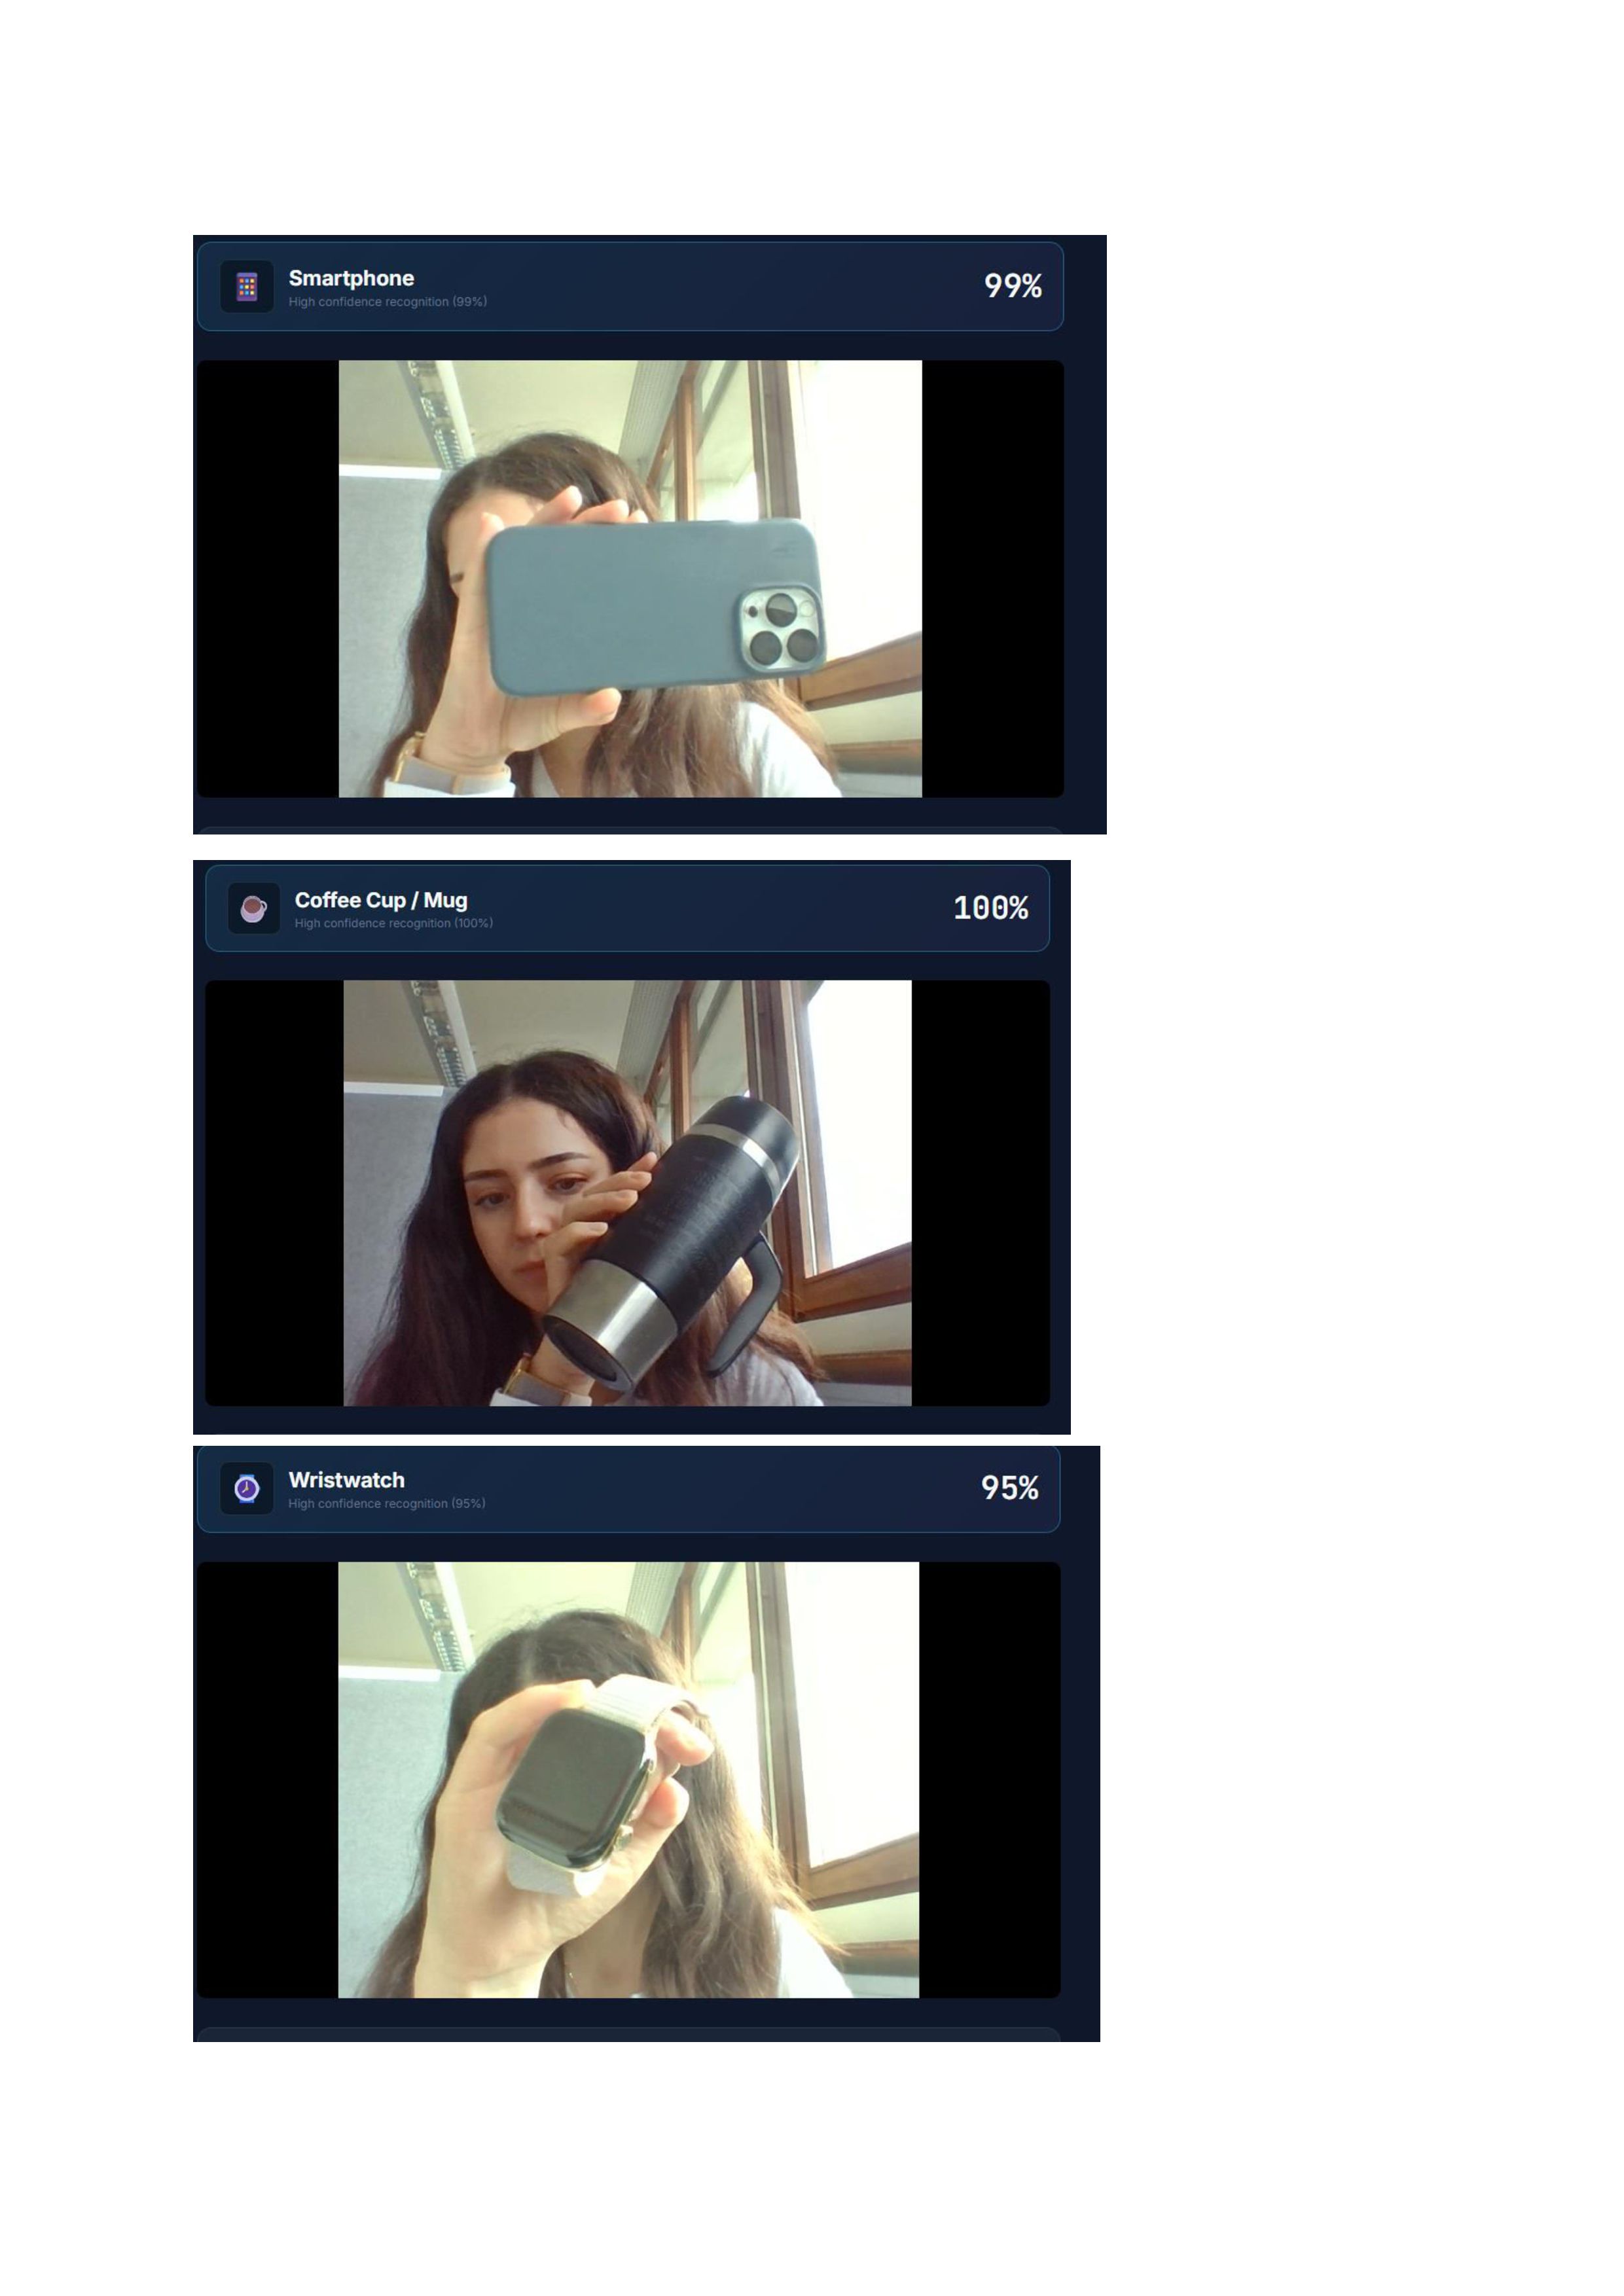 Smartphone
High confidence recognition (99%)
99%
Coffee Cup / Mug
High confidence recognition (100%)
100%
Wristwatch
High confidence recognition (95%)
95%